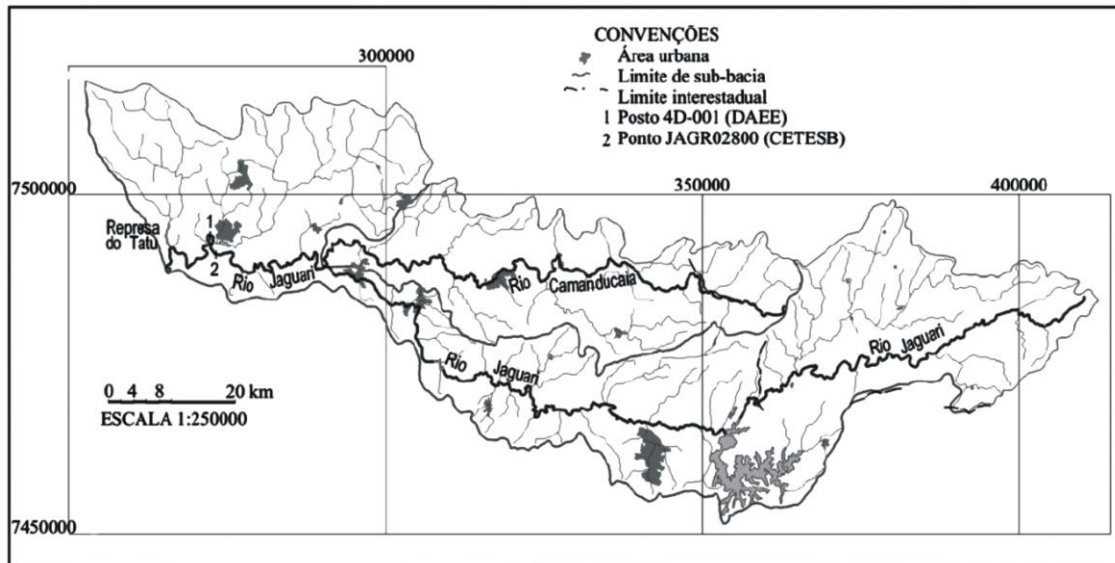 CONVENÇÕES
Área urbana
Limite de sub-bacia
Limite interestadual
1 Posto 4D-001 (DAEE)
2 Ponto JAGR02800 (CETESB)
300000
7500000
350000
400000
Represa
do Tatu
1
2
Rio Jaguari
Rio Camanducaia
Rio Jaguari
Rio Jaguari
0 4 8 20 km
ESCALA 1:250000
7450000